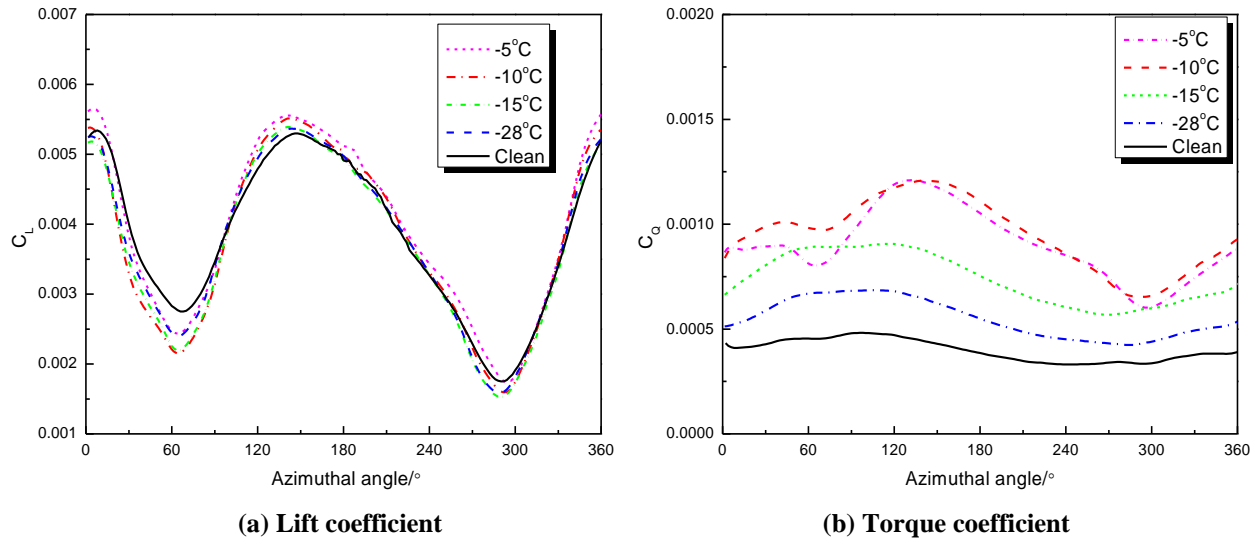 0.007
0.006
0.005
0.004
0.003
0.002
0.001
C_L
0 60 120 180 240 300 360
Azimuthal angle/°
-5°C
-10°C
-15°C
-28°C
Clean
(a) Lift coefficient
0.0020
0.0015
0.0010
0.0005
0.0000
C_Q
0 60 120 180 240 300 360
Azimuthal angle/°
-5°C
-10°C
-15°C
-28°C
Clean
(b) Torque coefficient